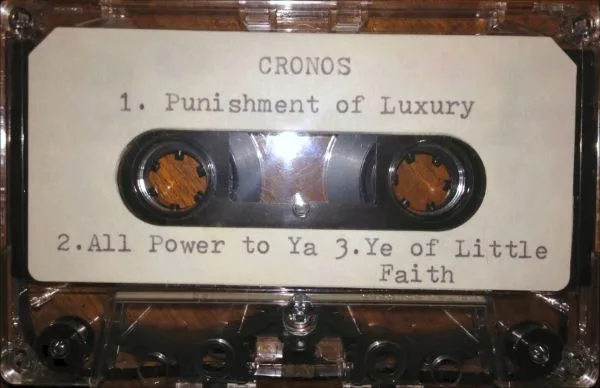 CRONOS
1. Punishment of Luxury
2.All Power to Ya 3.Ye of Little
Faith